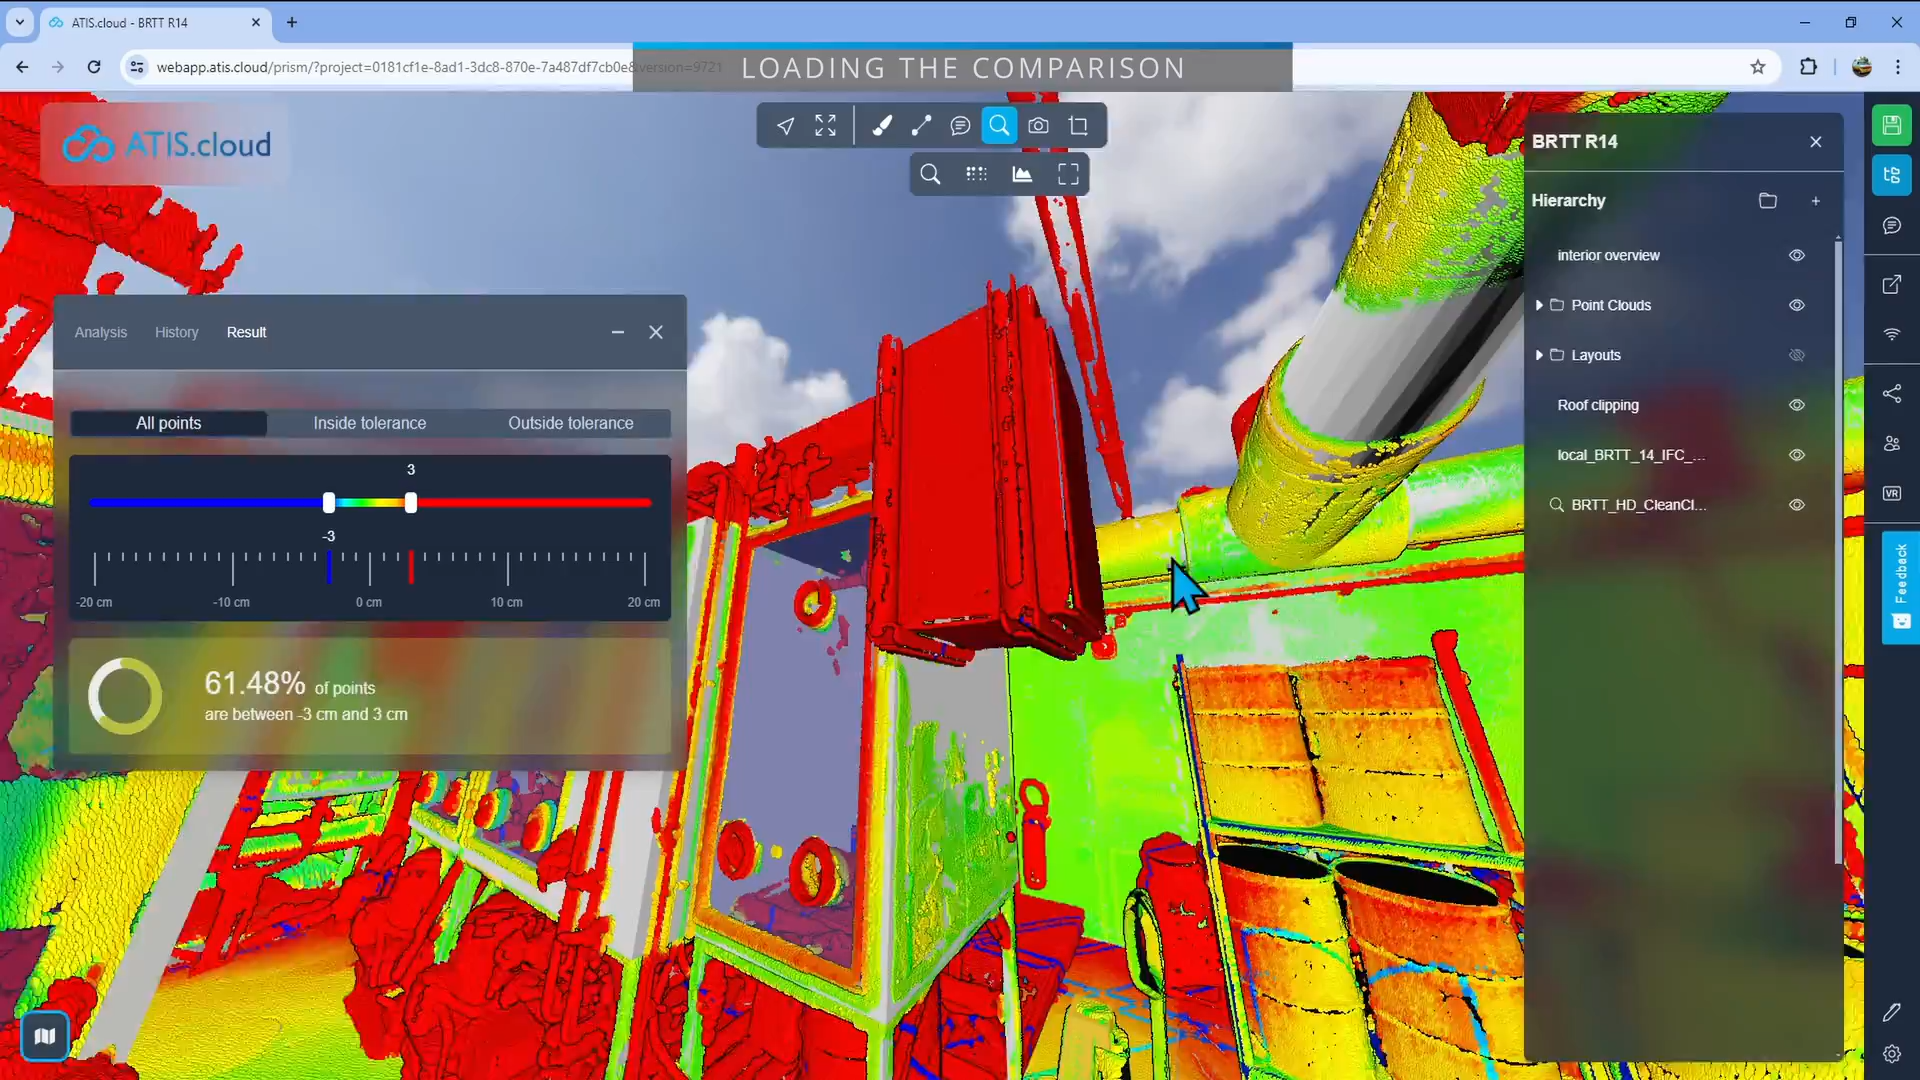 ATIS.cloud - BRTT R14
webapp.atis.cloud/prism/?project=0181cf1e-8ad1-3dc8-870e-7a487df7cb0e&version=9721
LOADING THE COMPARISON
ATIS.cloud
BRTT R14
Hierarchy
interior overview
Point Clouds
Layouts
Roof clipping
local_BRTT_14_IFC_...
BRTT_HD_CleanCl...
Analysis History Result
All points Inside tolerance Outside tolerance
3
-3
-20 cm -10 cm 0 cm 10 cm 20 cm
61.48% of points
are between -3 cm and 3 cm
VR
Feedback